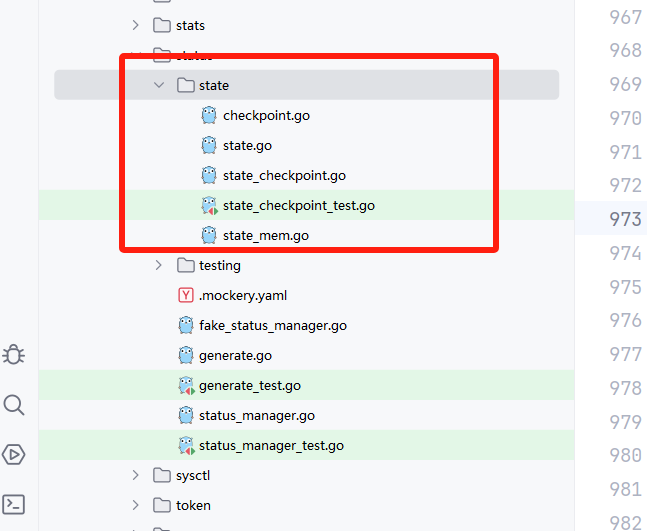 stats
status
state
checkpoint.go
state.go
state_checkpoint.go
state_checkpoint_test.go
state_mem.go
testing
.mockery.yaml
fake_status_manager.go
generate.go
generate_test.go
status_manager.go
status_manager_test.go
sysctl
token
967
968
969
970
971
972
973
974
975
976
977
978
979
980
981
982